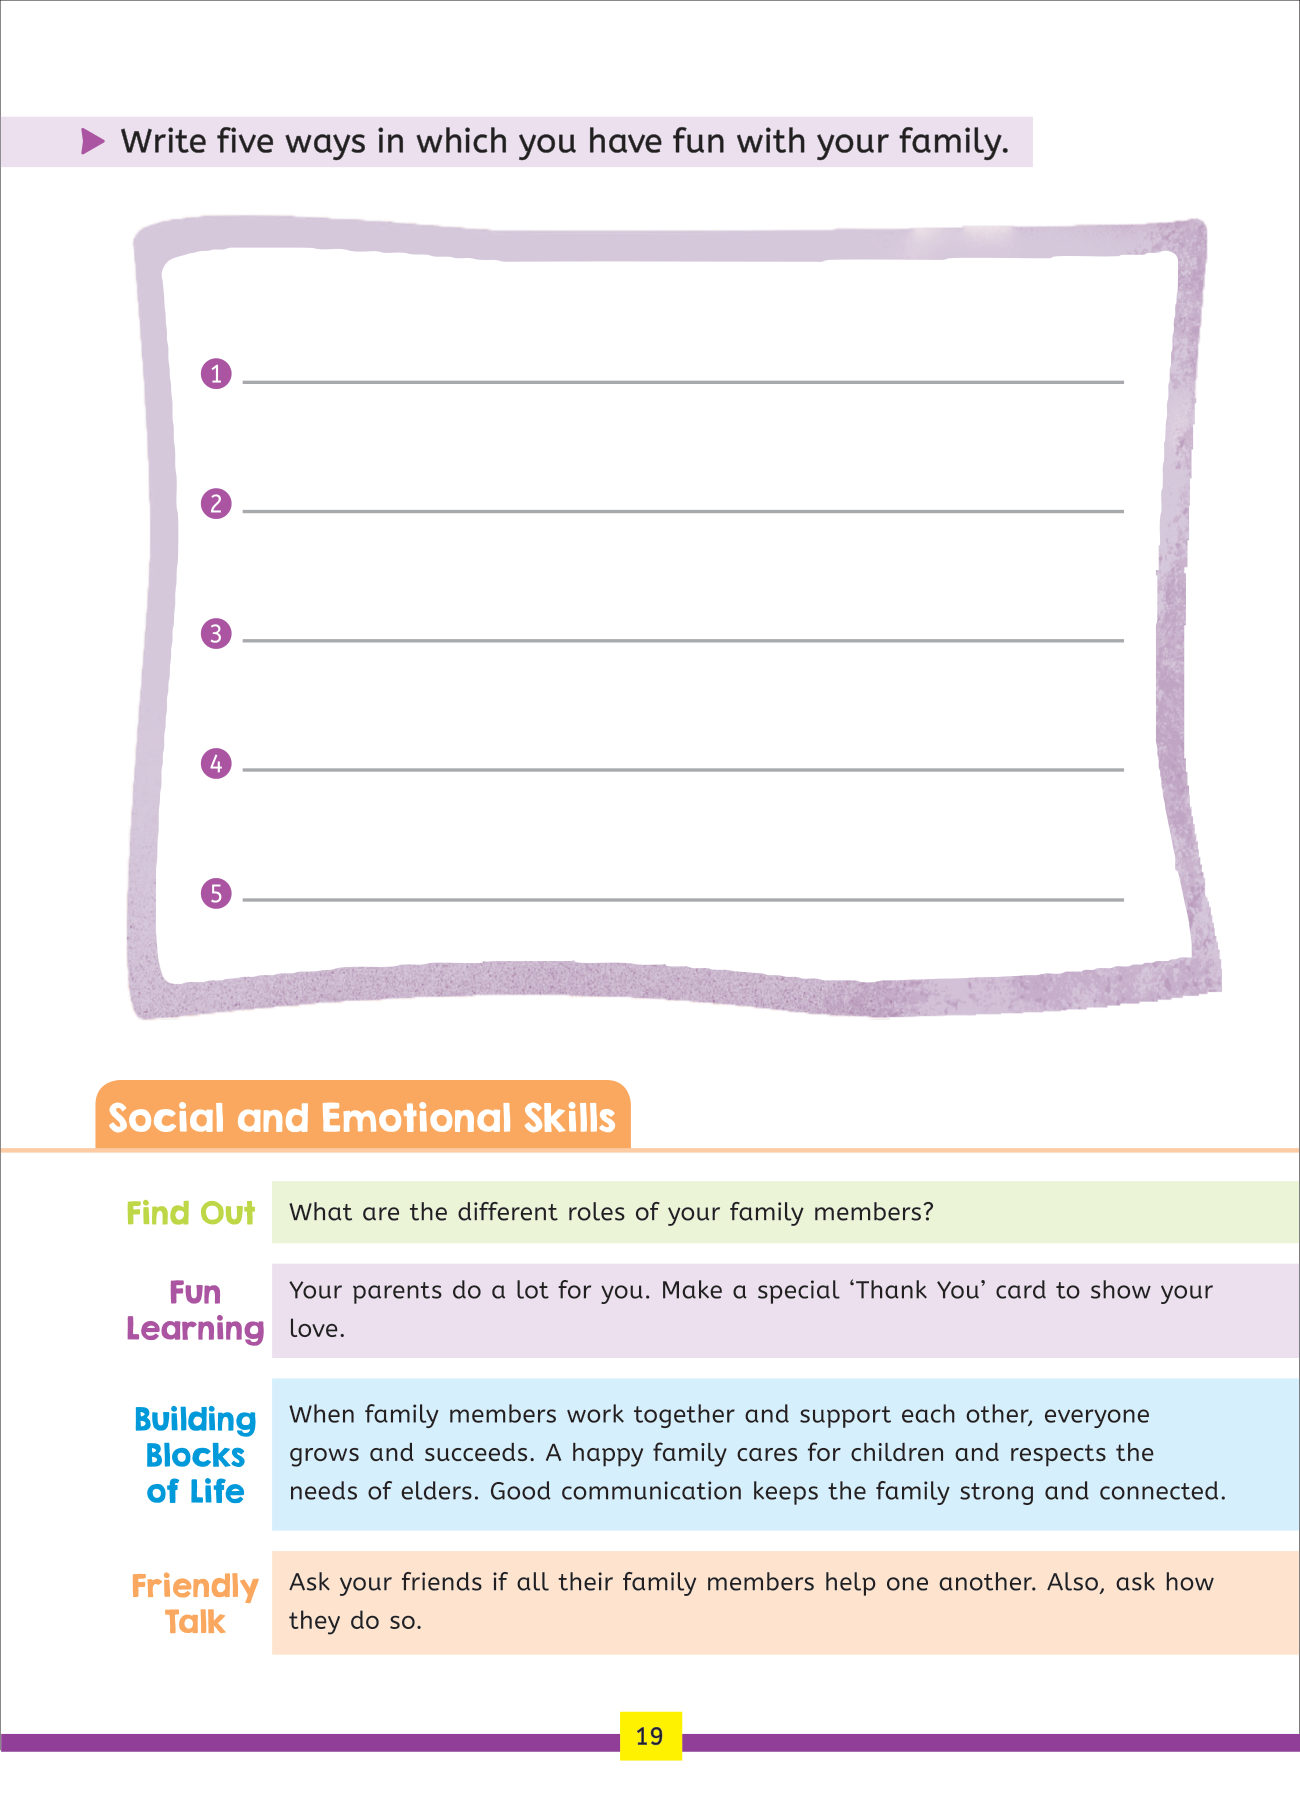 Write five ways in which you have fun with your family.
1
2
3
4
5
Social and Emotional Skills
Find Out
What are the different roles of your family members?
Fun
Learning
Your parents do a lot for you. Make a special ‘Thank You’ card to show your
love.
Building
Blocks
of Life
When family members work together and support each other, everyone
grows and succeeds. A happy family cares for children and respects the
needs of elders. Good communication keeps the family strong and connected.
Friendly
Talk
Ask your friends if all their family members help one another. Also, ask how
they do so.
19